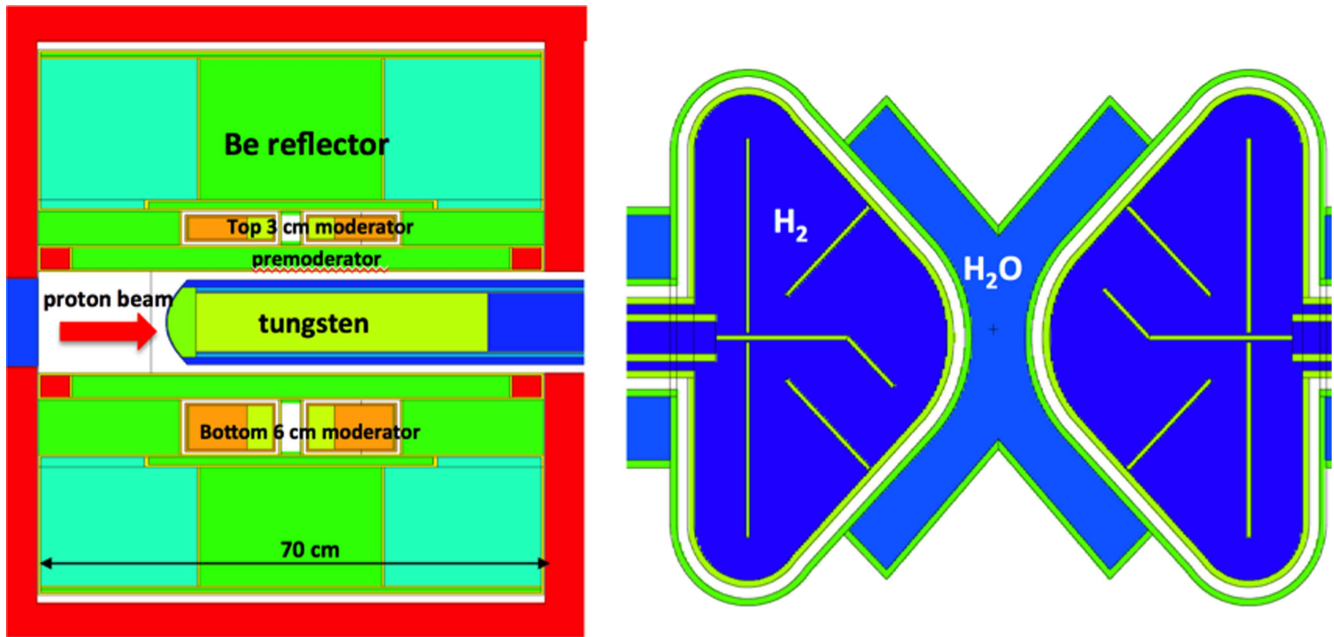 Be reflector
Top 3 cm moderator
premoderator
proton beam
tungsten
Bottom 6 cm moderator
70 cm
H₂
H₂O